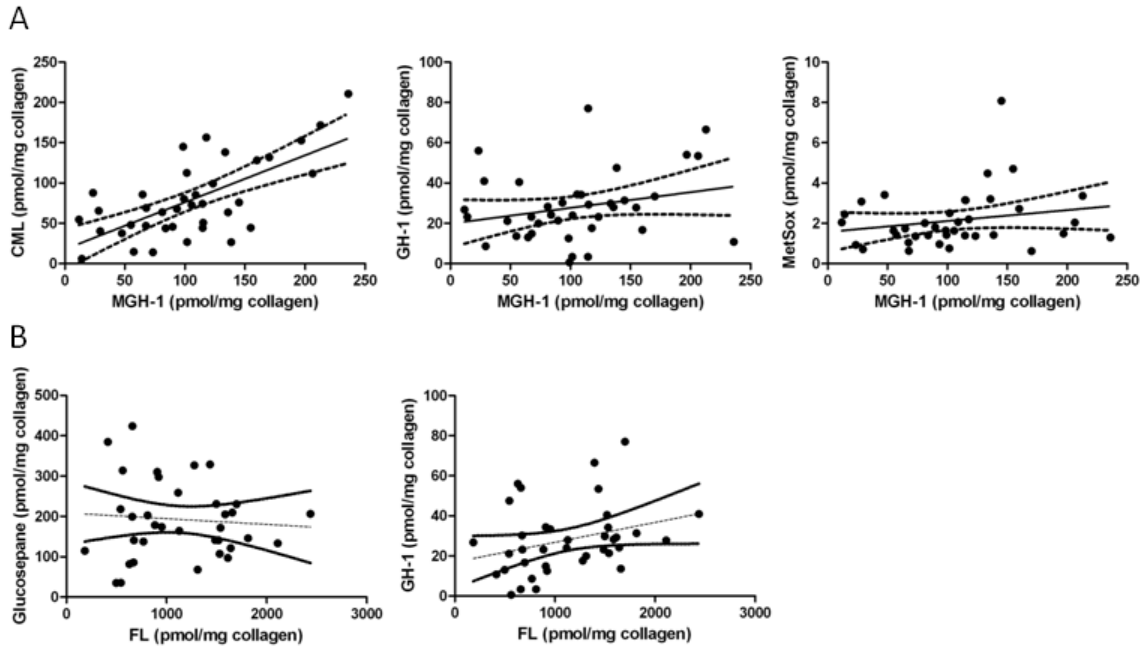 A
CML (pmol/mg collagen)
250
200
150
100
50
0
0 50 100 150 200 250
MGH-1 (pmol/mg collagen)
GH-1 (pmol/mg collagen)
100
80
60
40
20
0
0 50 100 150 200 250
MGH-1 (pmol/mg collagen)
MetSox (pmol/mg collagen)
10
8
6
4
2
0
0 50 100 150 200 250
MGH-1 (pmol/mg collagen)
B
Glucosepane (pmol/mg collagen)
500
400
300
200
100
0
0 1000 2000 3000
FL (pmol/mg collagen)
GH-1 (pmol/mg collagen)
100
80
60
40
20
0
0 1000 2000 3000
FL (pmol/mg collagen)